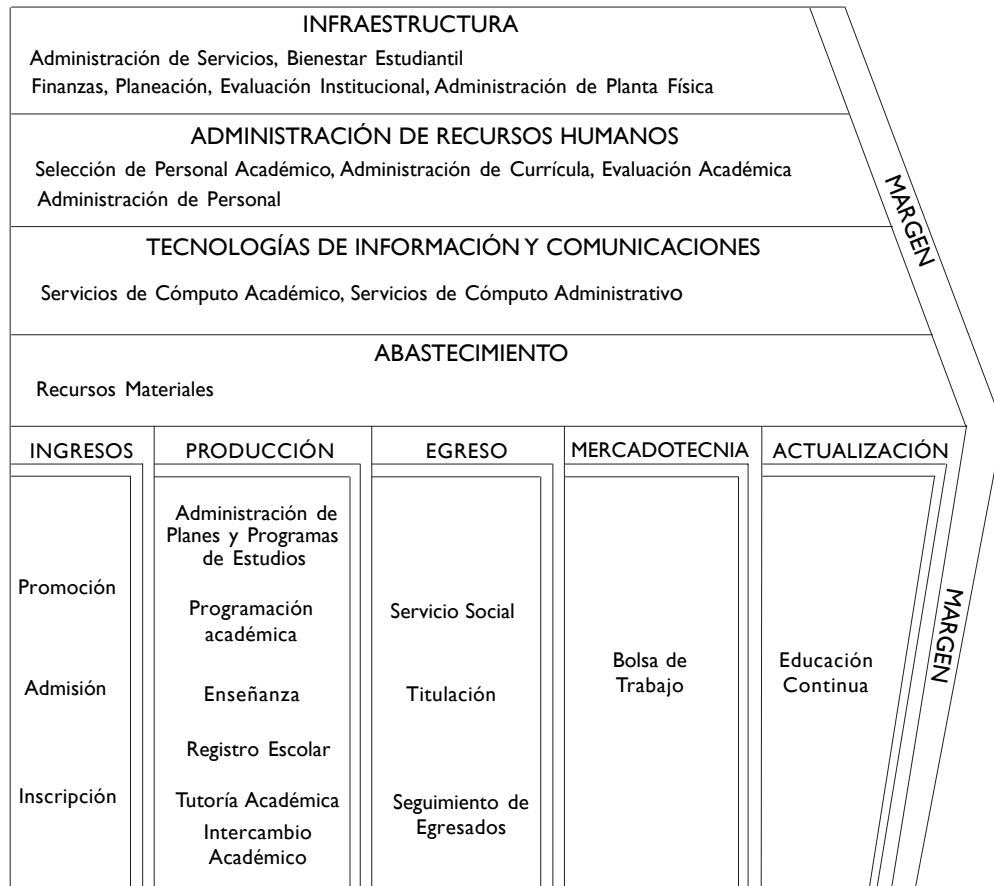 INFRAESTRUCTURA
Administración de Servicios, Bienestar Estudiantil
Finanzas, Planeación, Evaluación Institucional, Administración de Planta Física
ADMINISTRACIÓN DE RECURSOS HUMANOS
Selección de Personal Académico, Administración de Currícula, Evaluación Académica
Administración de Personal
MARGEN
TECNOLOGÍAS DE INFORMACIÓN Y COMUNICACIONES
Servicios de Cómputo Académico, Servicios de Cómputo Administrativo
ABASTECIMIENTO
Recursos Materiales
INGRESOS
Promoción
Admisión
Inscripción
PRODUCCIÓN
Administración de
Planes y Programas
de Estudios
Programación
académica
Enseñanza
Registro Escolar
Tutoría Académica
Intercambio
Académico
EGRESO
Servicio Social
Titulación
Seguimiento de
Egresados
MERCADOTECNIA
Bolsa de
Trabajo
ACTUALIZACIÓN
Educación
Continua
MARGEN